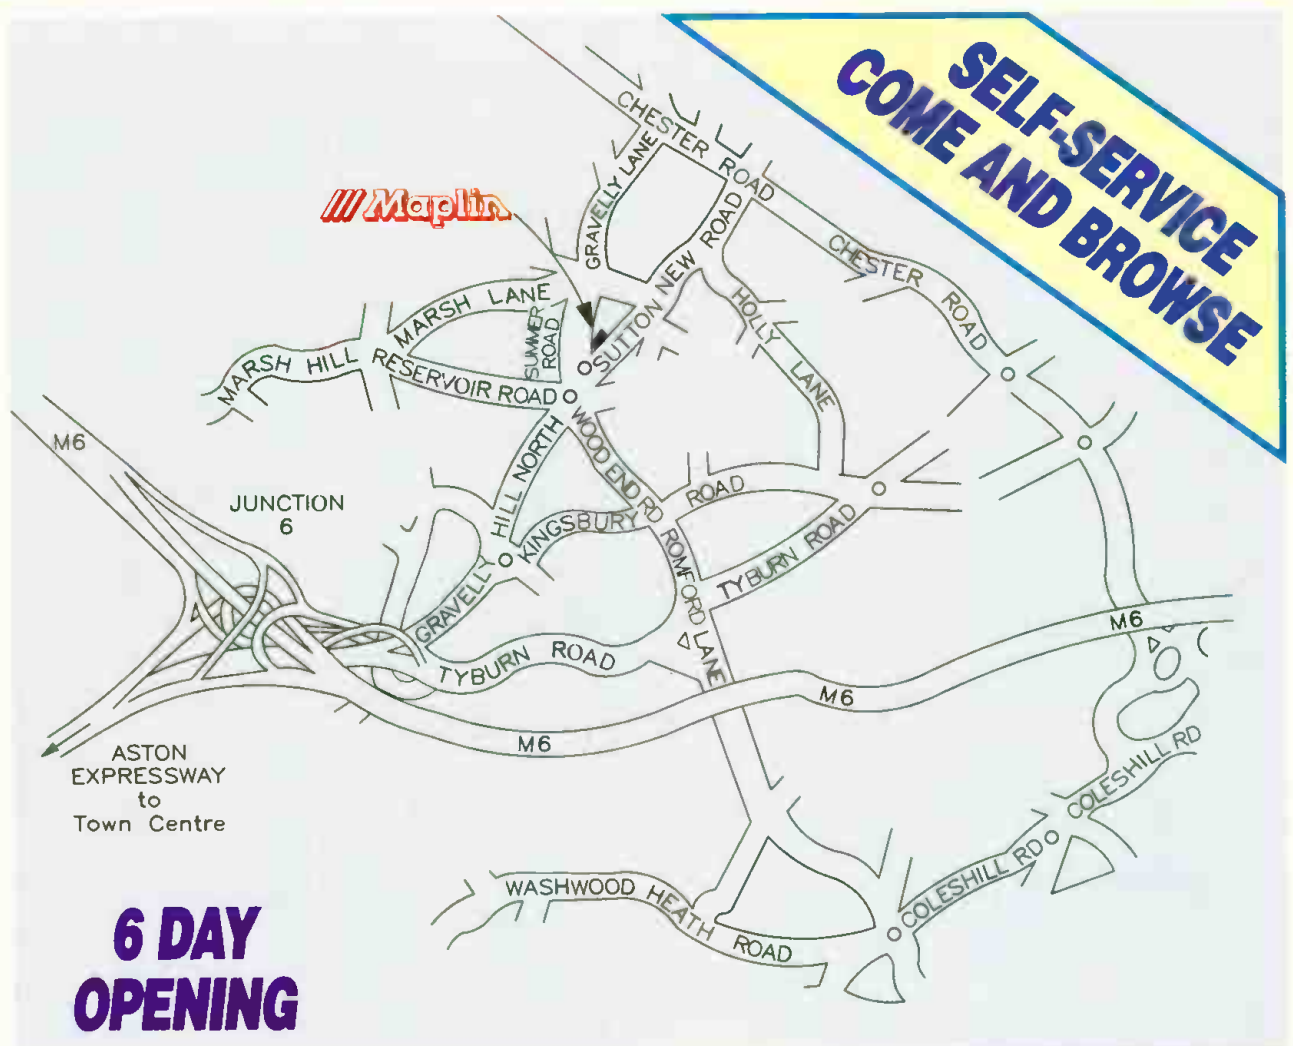 SELF-SERVICE
COME AND BROWSE
CHESTER ROAD
GRAVELLY LANE
Maplin
SUTTON NEW ROAD
CHESTER ROAD
HOLLY LANE
MARSH LANE
SUMMER
ROAD
MARSH HILL
RESERVOIR ROAD
M6
WOOD END RD
HILL NORTH
JUNCTION
6
KINGSBURY
ROAD
TYBURN ROAD
ROMFORD LANE
GRAVELLY
TYBURN ROAD
M6
M6
M6
ASTON
EXPRESSWAY
to
Town Centre
COLESHILL RD
COLESHILL RD
WASHWOOD HEATH ROAD
6 DAY
OPENING